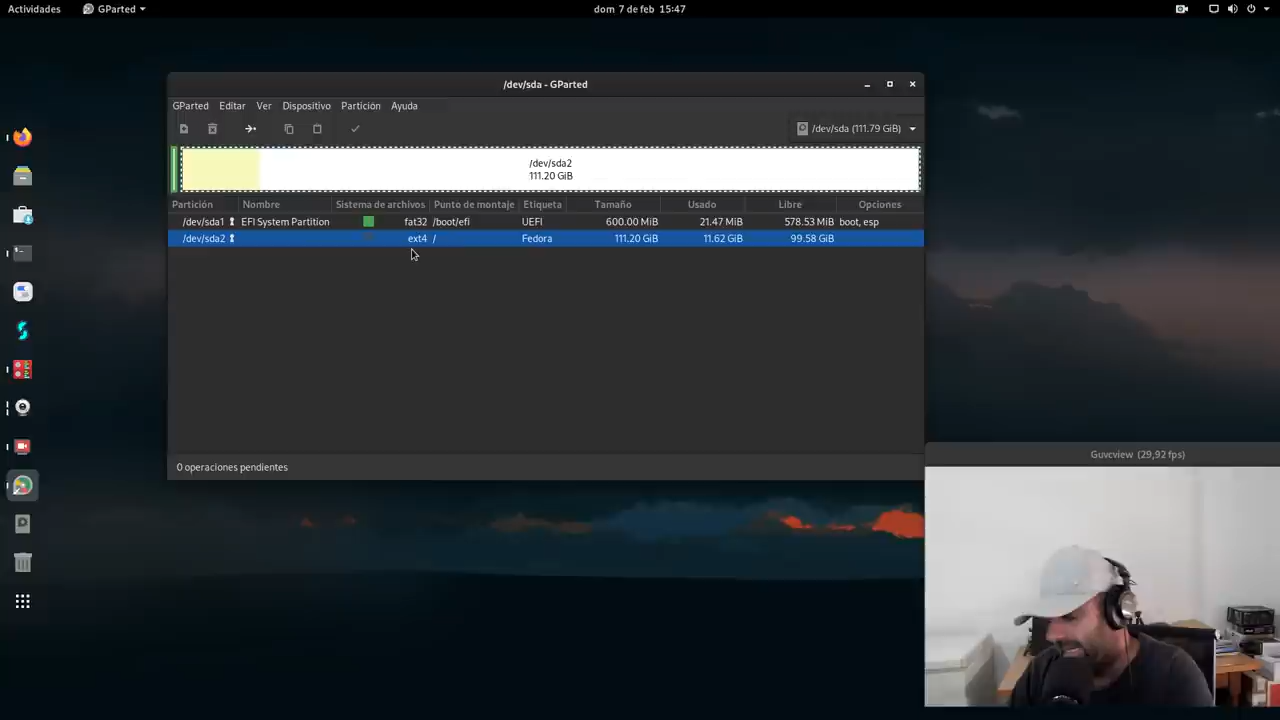 Actividades GParted dom 7 de feb 15:47
/dev/sda - GParted
GParted Editar Ver Dispositivo Partición Ayuda
/dev/sda (111.79 GiB)
/dev/sda2
111.20 GiB
Partición Nombre Sistema de archivos Punto de montaje Etiqueta Tamaño Usado Libre Opciones
/dev/sda1 EFI System Partition fat32 /boot/efi UEFI 600.00 MiB 21.47 MiB 578.53 MiB boot, esp
/dev/sda2 ext4 / Fedora 111.20 GiB 11.62 GiB 99.58 GiB
0 operaciones pendientes
Guvcview (29,92 fps)